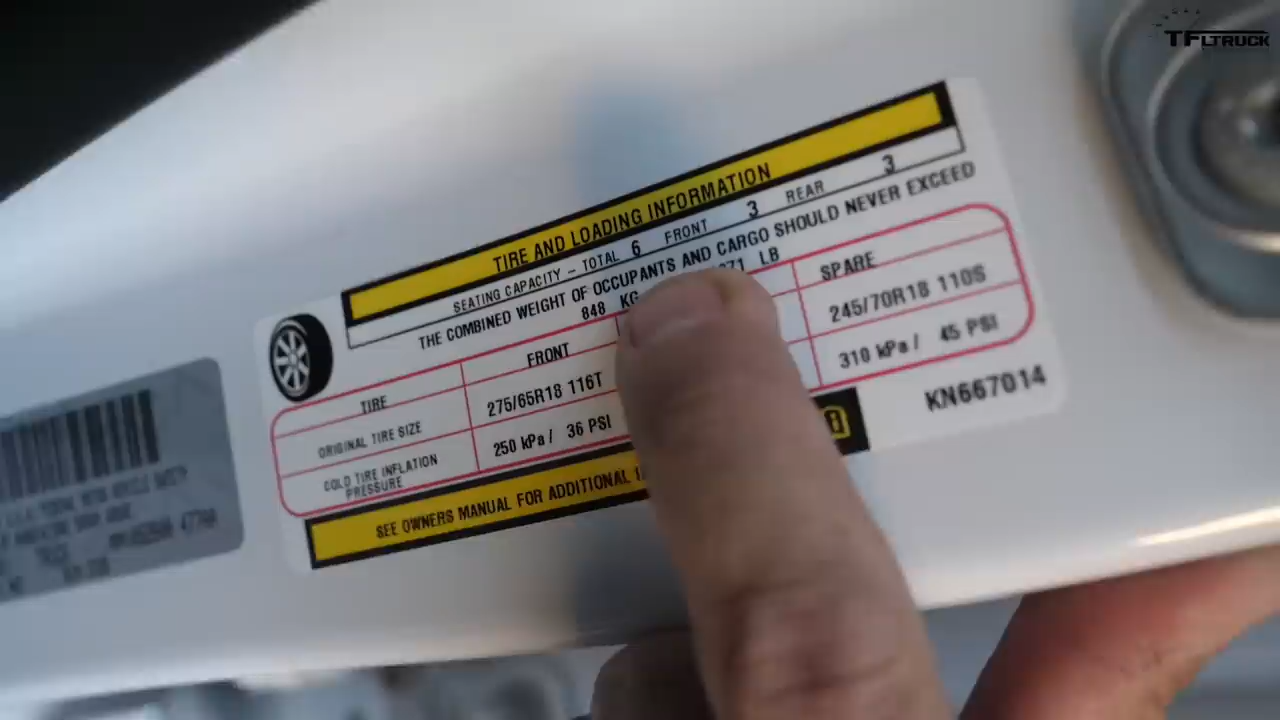 TFLTRUCK
TIRE AND LOADING INFORMATION
SEATING CAPACITY – TOTAL 6 FRONT 3 REAR 3
THE COMBINED WEIGHT OF OCCUPANTS AND CARGO SHOULD NEVER EXCEED
848 KG LB
TIRE FRONT SPARE
ORIGINAL TIRE SIZE 275/65R18 116T 245/70R18 110S
COLD TIRE INFLATION PRESSURE 250 kPa / 36 PSI 310 kPa / 45 PSI
SEE OWNERS MANUAL FOR ADDITIONAL
KN667014